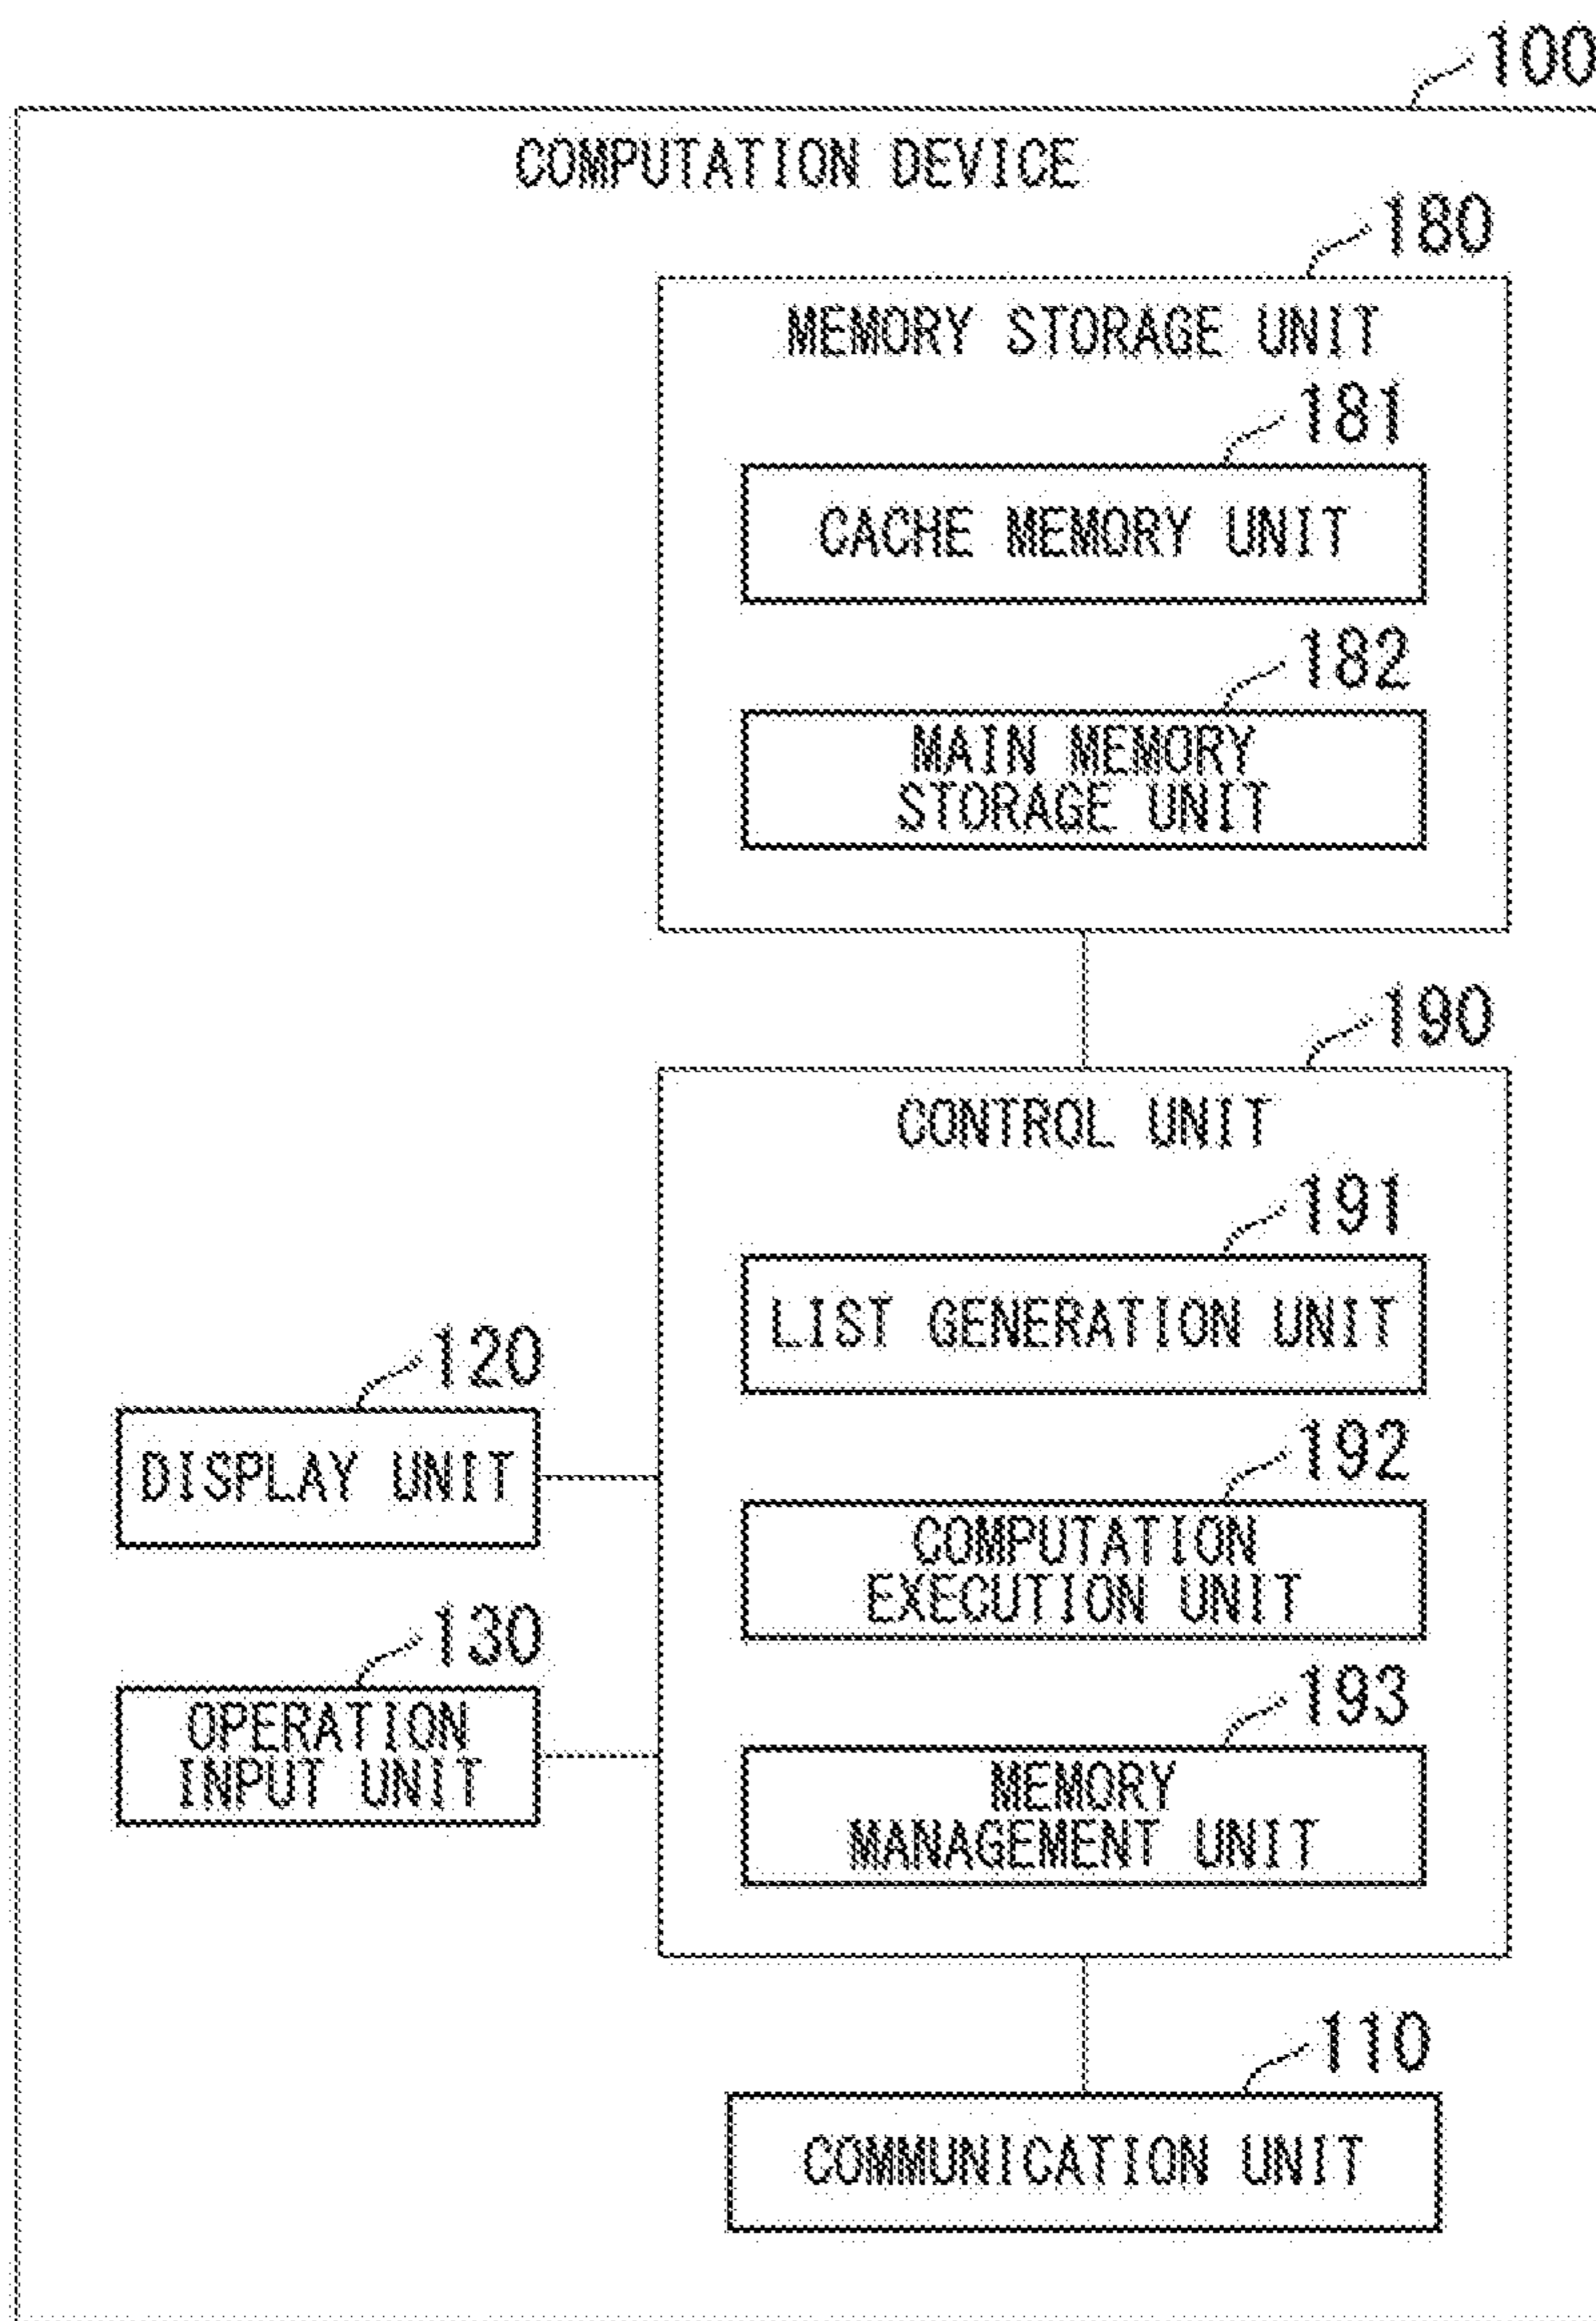 100
COMPUTATION DEVICE
180
MEMORY STORAGE UNIT
181
CACHE MEMORY UNIT
182
MAIN MEMORY
STORAGE UNIT
190
CONTROL UNIT
191
LIST GENERATION UNIT
120
DISPLAY UNIT
192
COMPUTATION
EXECUTION UNIT
130
OPERATION
INPUT UNIT
193
MEMORY
MANAGEMENT UNIT
110
COMMUNICATION UNIT